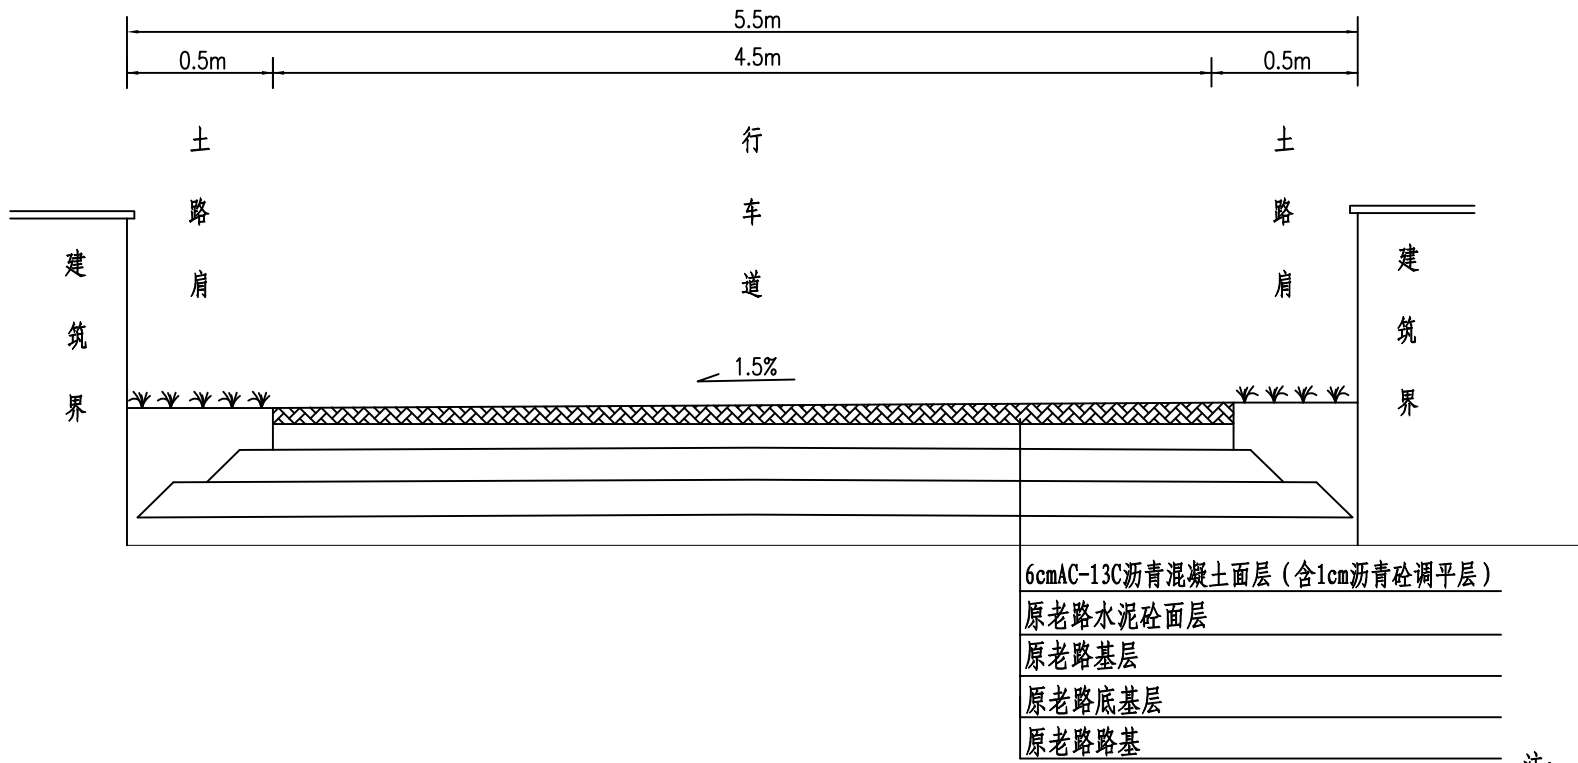 5.5m
0.5m
4.5m
0.5m
土路肩
行车道
土路肩
建筑界
建筑界
1.5%
6cmAC-13C沥青混凝土面层（含1cm沥青砼调平层）
原老路水泥砼面层
原老路基层
原老路底基层
原老路路基